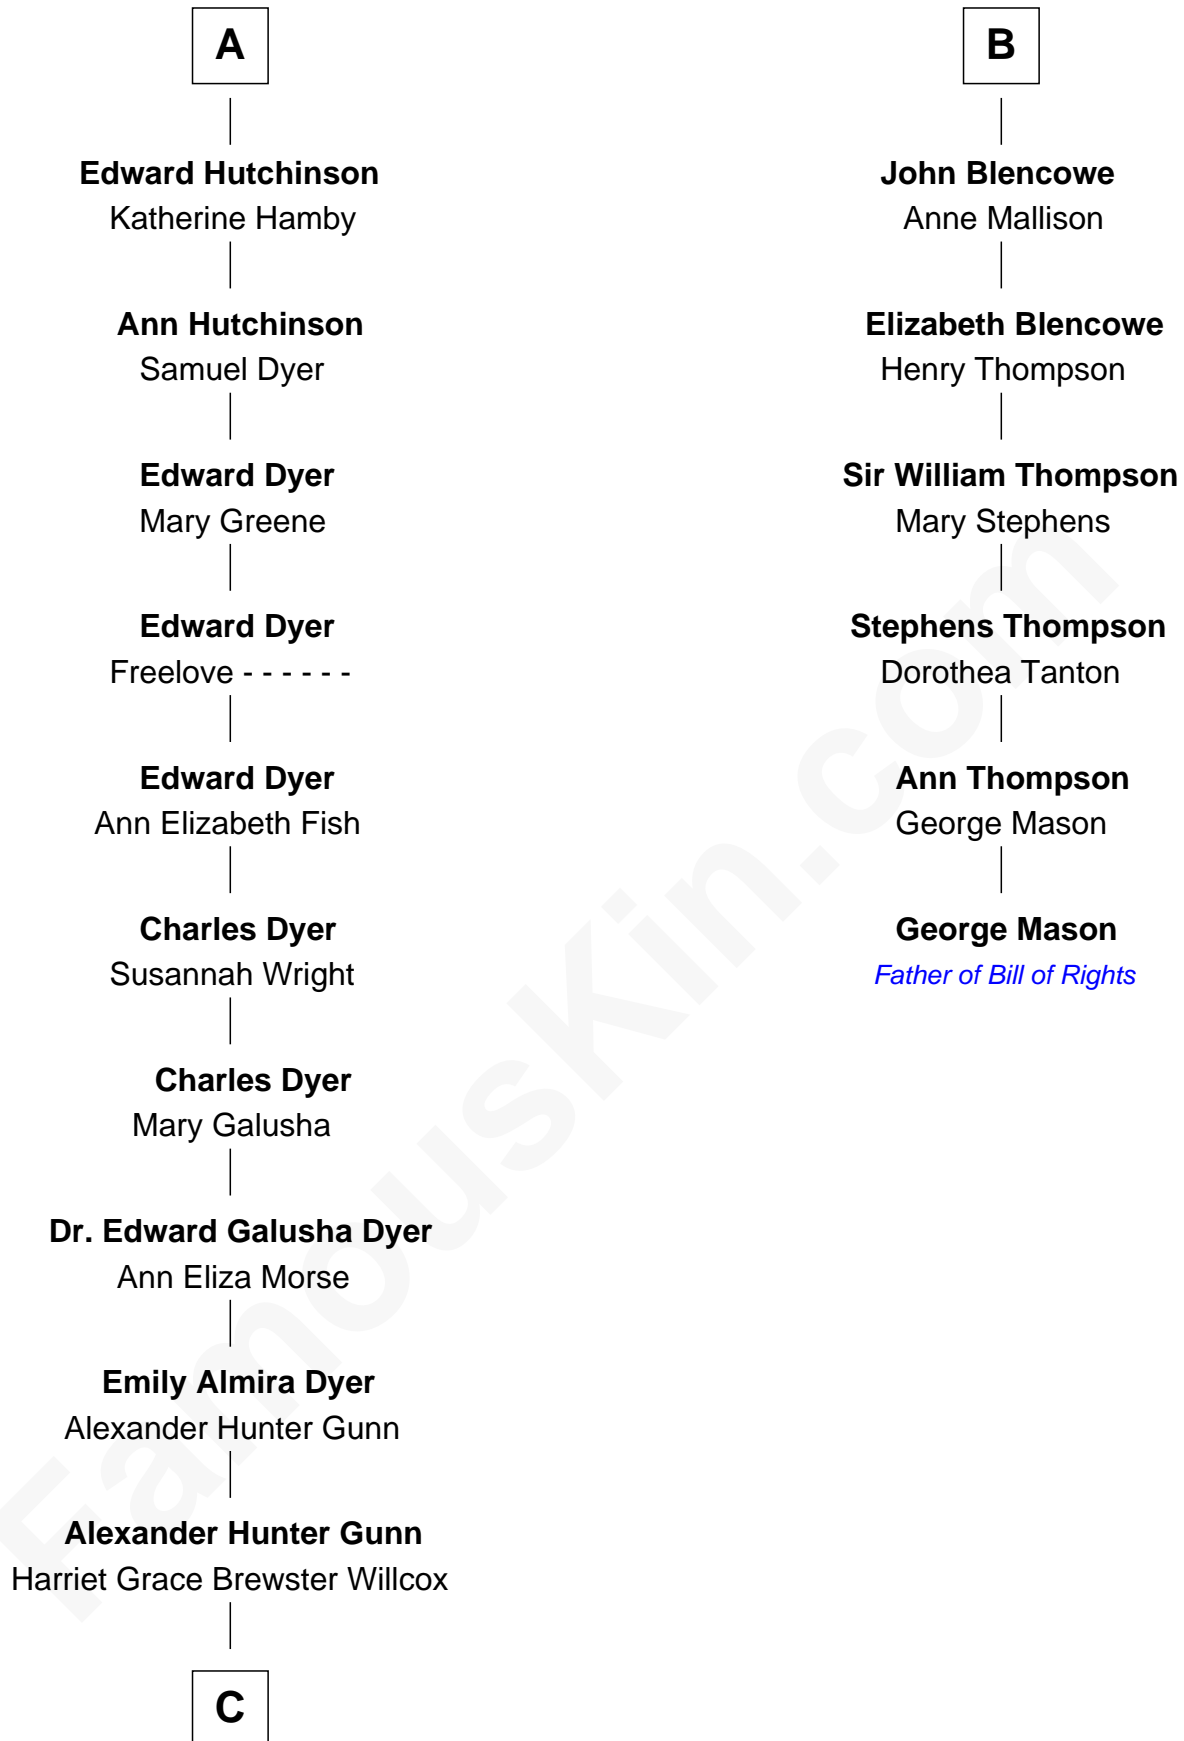 A
Edward Hutchinson
Katherine Hamby
Ann Hutchinson
Samuel Dyer
Edward Dyer
Mary Greene
Edward Dyer
Freelove - - - - - -
Edward Dyer
Ann Elizabeth Fish
Charles Dyer
Susannah Wright
Charles Dyer
Mary Galusha
Dr. Edward Galusha Dyer
Ann Eliza Morse
Emily Almira Dyer
Alexander Hunter Gunn
Alexander Hunter Gunn
Harriet Grace Brewster Willcox
C
B
John Blencowe
Anne Mallison
Elizabeth Blencowe
Henry Thompson
Sir William Thompson
Mary Stephens
Stephens Thompson
Dorothea Tanton
Ann Thompson
George Mason
George Mason
Father of Bill of Rights
FamousKin.com